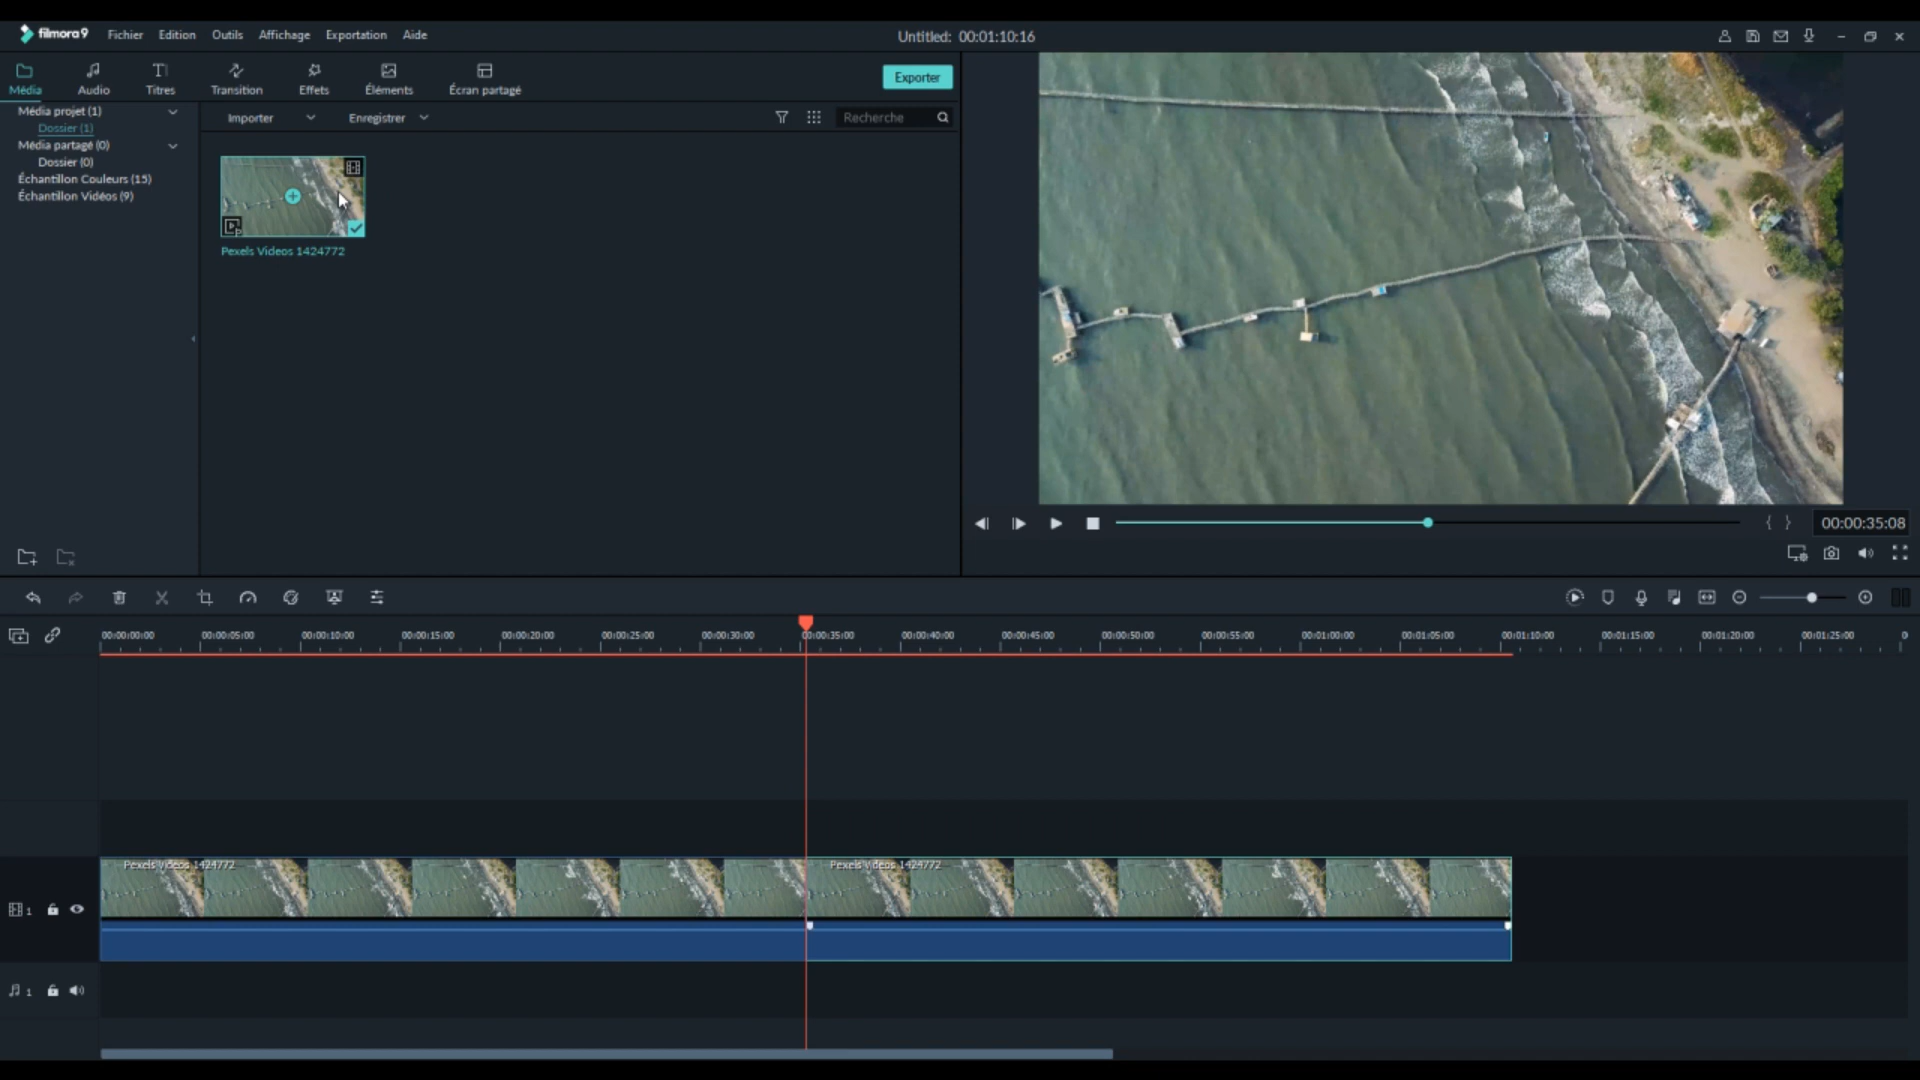 filmora9 Fichier Edition Outils Affichage Exportation Aide Untitled: 00:01:10:16
Média Audio Titres Transition Effets Éléments Écran partagé Exporter
Média projet (1)
Dossier (1)
Média partagé (0)
Dossier (0)
Échantillon Couleurs (15)
Échantillon Vidéos (9)
Importer Enregistrer Recherche
Pexels Videos 1424772
00:00:35:08
00:00:00:00 00:00:05:00 00:00:10:00 00:00:15:00 00:00:20:00 00:00:25:00 00:00:30:00 00:00:35:00 00:00:40:00 00:00:45:00 00:00:50:00 00:00:55:00 00:01:00:00 00:01:05:00 00:01:10:00 00:01:15:00 00:01:20:00 00:01:25:00 0
Pexels Videos 1424772 Pexels Videos 1424772
1
1